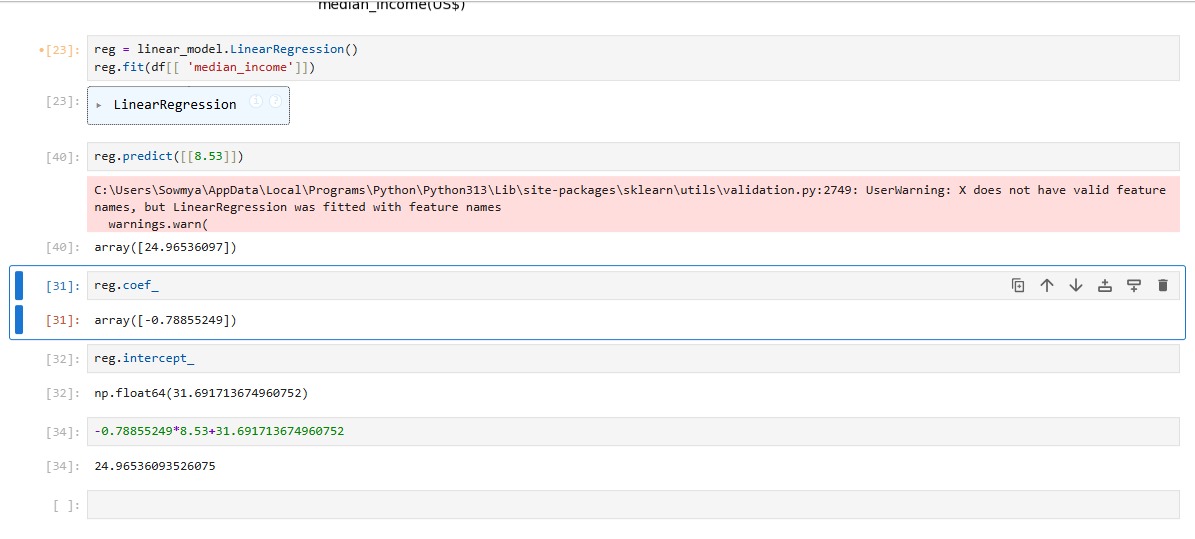 median_income(US$)
[23]: reg = linear_model.LinearRegression()
reg.fit(df[[ 'median_income']])
[23]: LinearRegression
[40]: reg.predict([[8.53]])
C:\Users\Sowmya\AppData\Local\Programs\Python\Python313\Lib\site-packages\sklearn\utils\validation.py:2749: UserWarning: X does not have valid feature
names, but LinearRegression was fitted with feature names
warnings.warn(
[40]: array([24.96536097])
[31]: reg.coef_
[31]: array([-0.78855249])
[32]: reg.intercept_
[32]: np.float64(31.691713674960752)
[34]: -0.78855249*8.53+31.691713674960752
[34]: 24.96536093526075
[ ]: